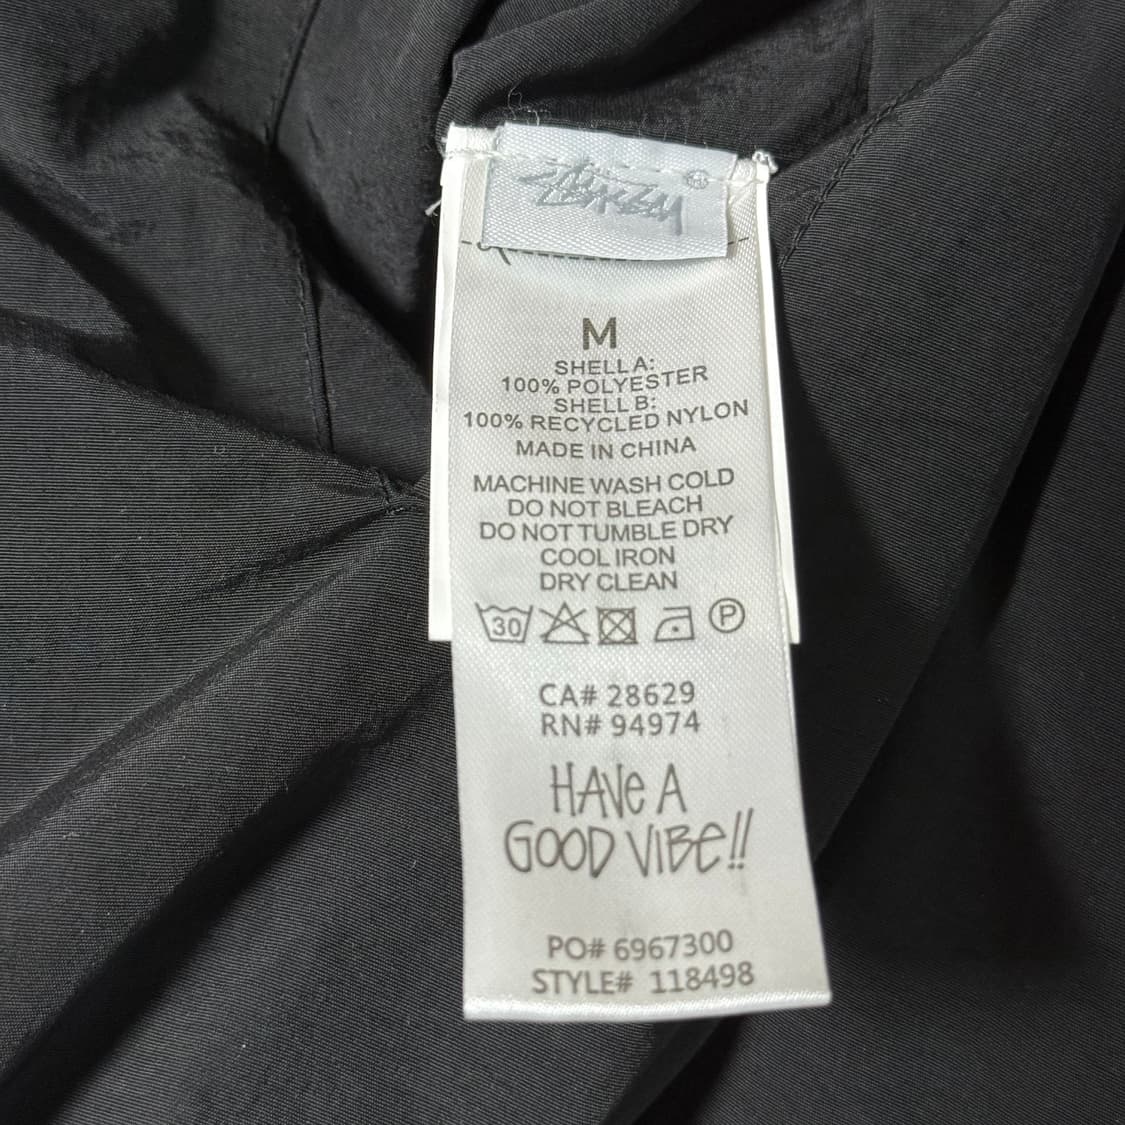 Stüssy ®
M
SHELL A:
100% POLYESTER
SHELL B:
100% RECYCLED NYLON
MADE IN CHINA
MACHINE WASH COLD
DO NOT BLEACH
DO NOT TUMBLE DRY
COOL IRON
DRY CLEAN
30 P
CA# 28629
RN# 94974
HAVe A
GOOD ViBe!!
PO# 6967300
STYLE# 118498